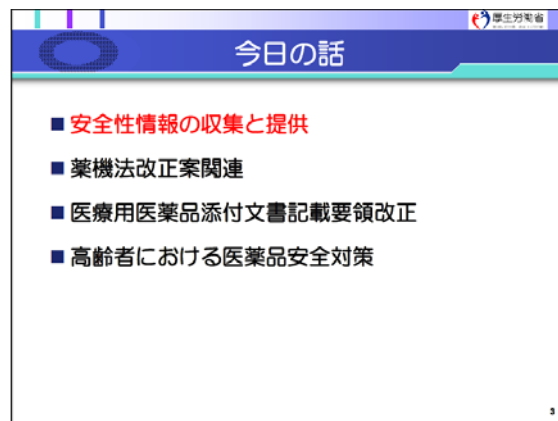 厚生労働省
今日の話
■ 安全性情報の収集と提供
■ 薬機法改正案関連
■ 医療用医薬品添付文書記載要領改正
■ 高齢者における医薬品安全対策
3